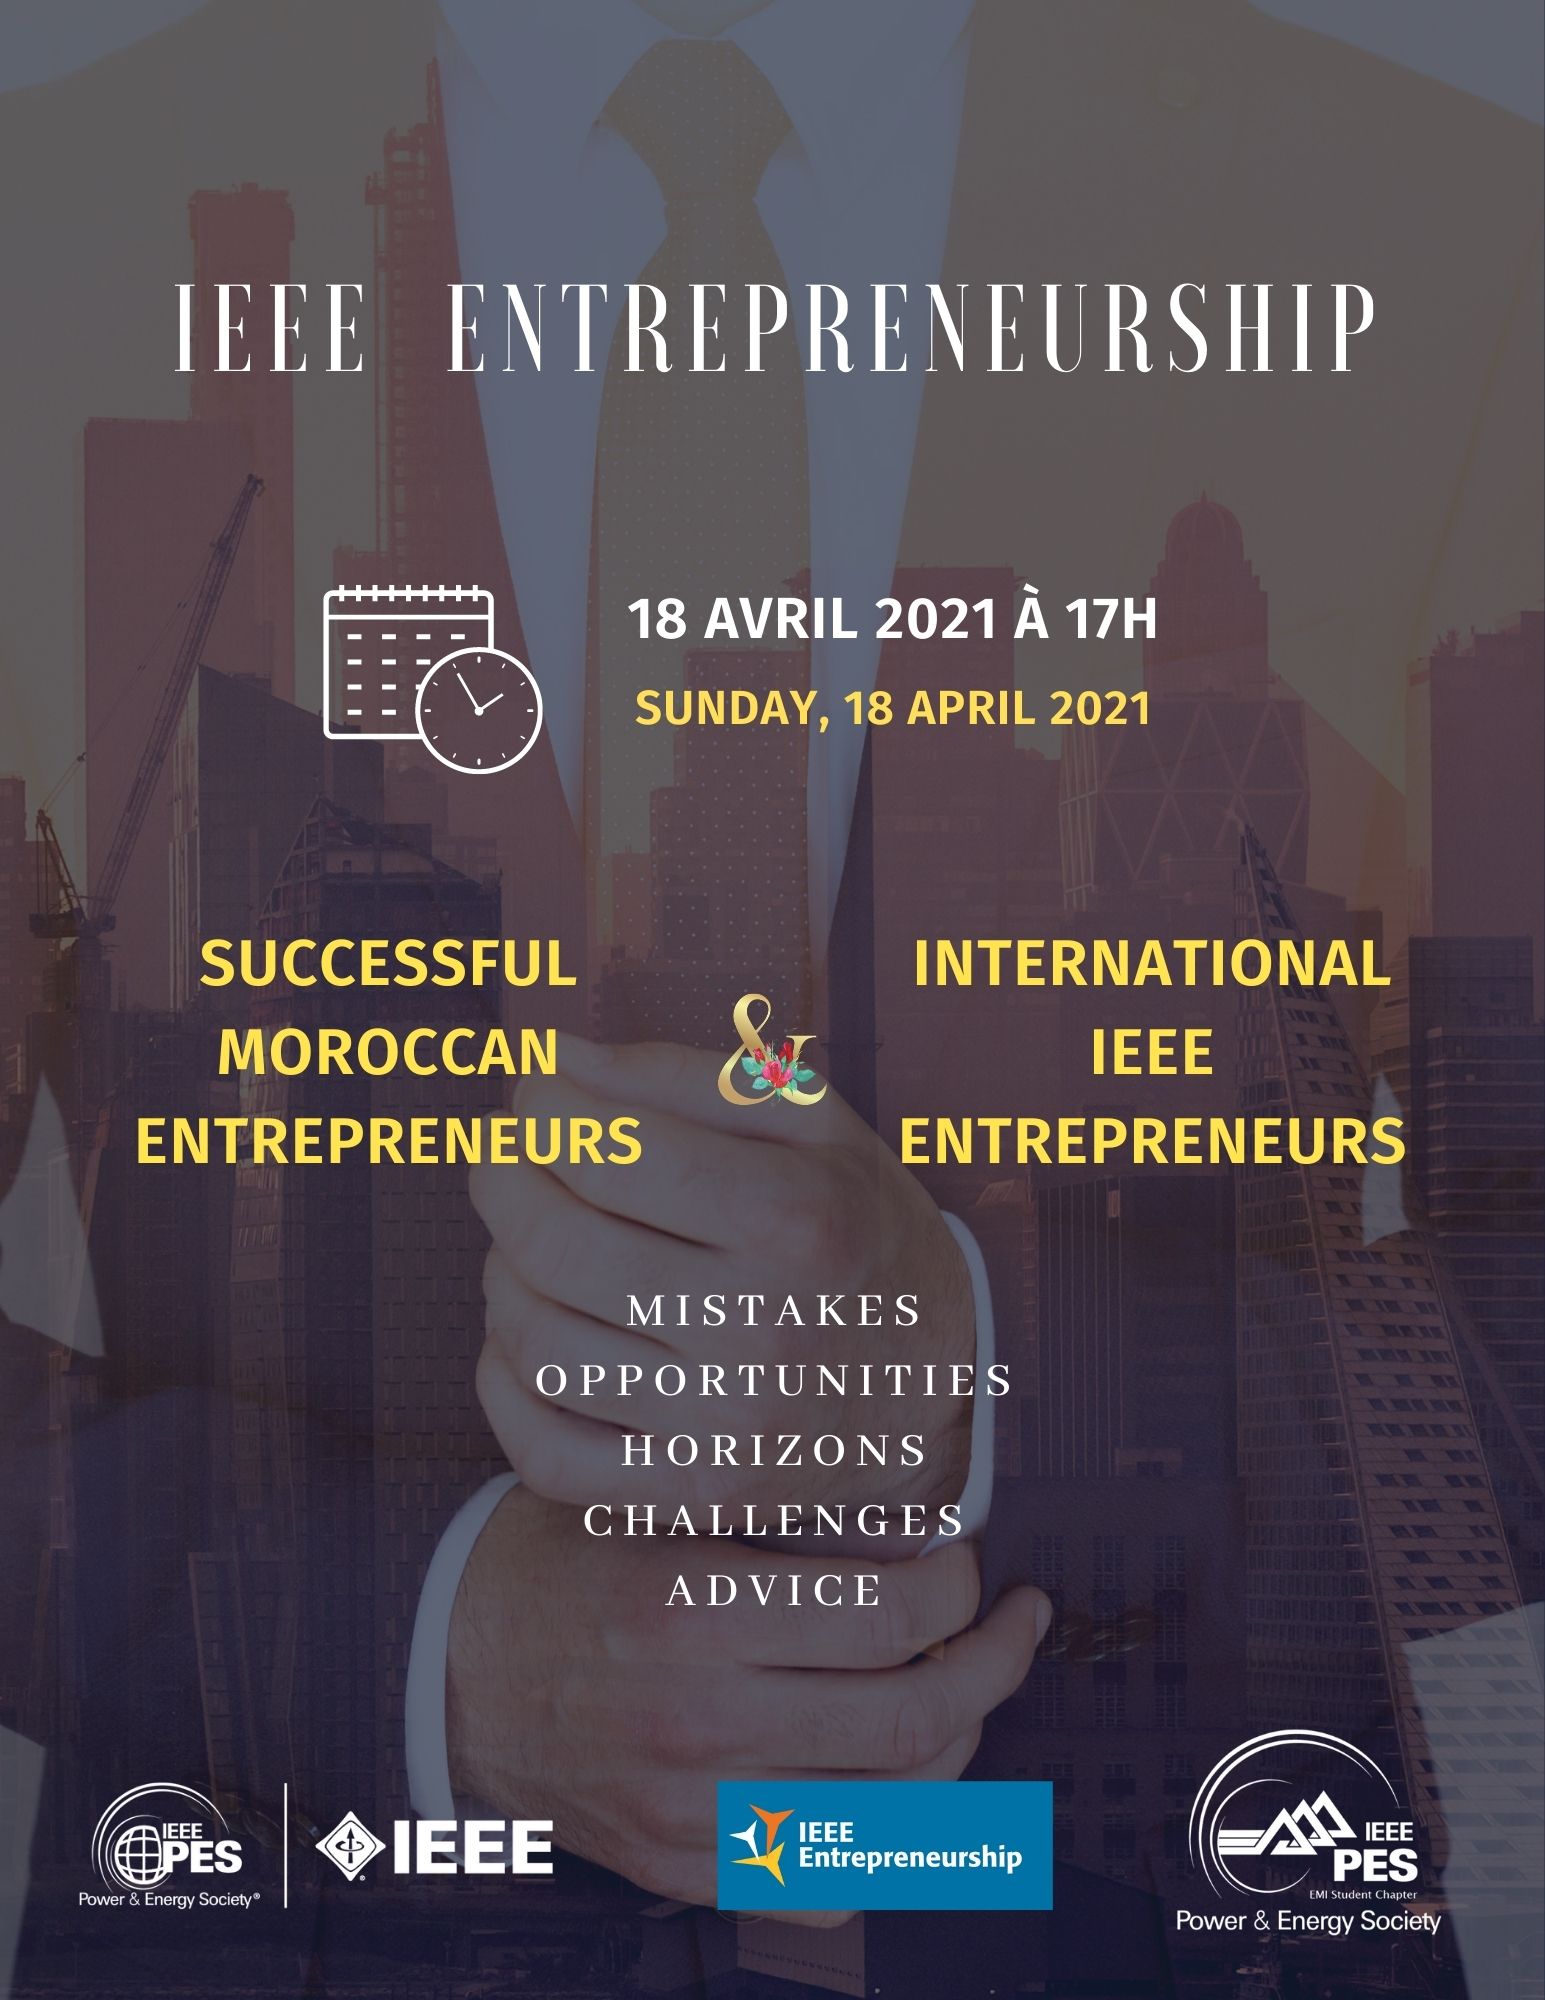 IEEE ENTREPRENEURSHIP
18 AVRIL 2021 À 17H
SUNDAY, 18 APRIL 2021
SUCCESSFUL
MOROCCAN
ENTREPRENEURS
&
INTERNATIONAL
IEEE
ENTREPRENEURS
MISTAKES
OPPORTUNITIES
HORIZONS
CHALLENGES
ADVICE
IEEE
PES
Power & Energy Society®
IEEE
IEEE
Entrepreneurship
IEEE
PES
EMI Student Chapter
Power & Energy Society